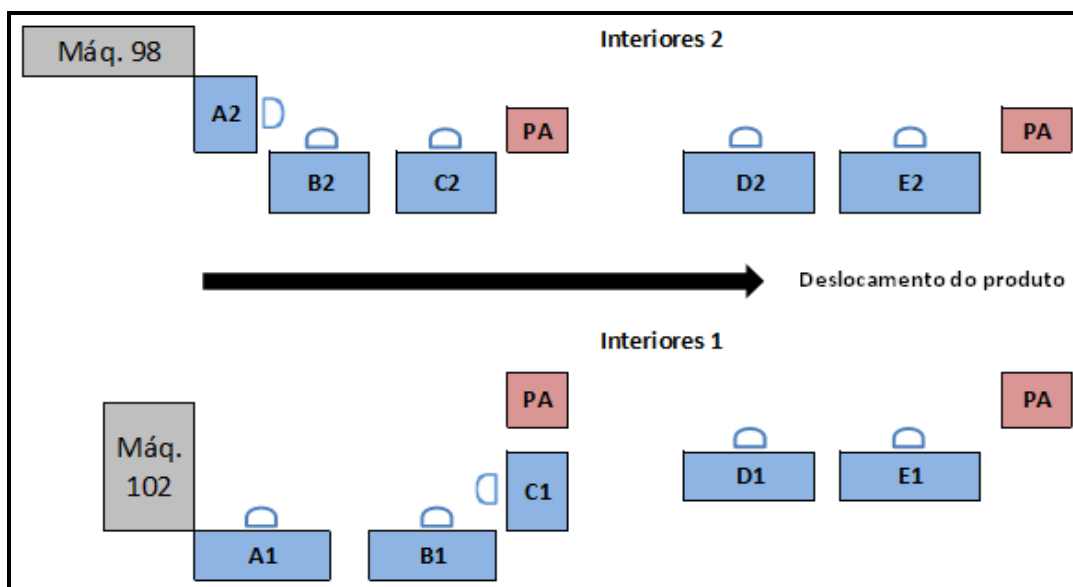 Interiores 2
Máq. 98
A2
B2
C2
PA
D2
E2
PA
Deslocamento do produto
Interiores 1
Máq.
102
A1
B1
C1
PA
D1
E1
PA